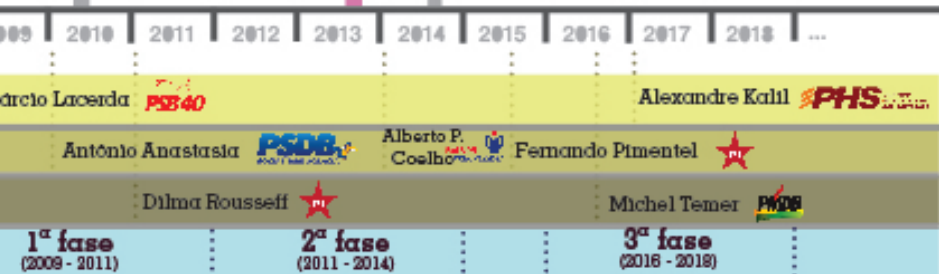 2010 2011 2012 2013 2014 2015 2016 2017 2018 ...
Lacerda PSB40 Alexandre Kalil PHS
Antônio Anastasia PSDB Alberto P. Coelho Fernando Pimentel PT
Dilma Rousseff PT Michel Temer PMDB
1ª fase 2ª fase 3ª fase
(2009 - 2011) (2011 - 2014) (2016 - 2018)